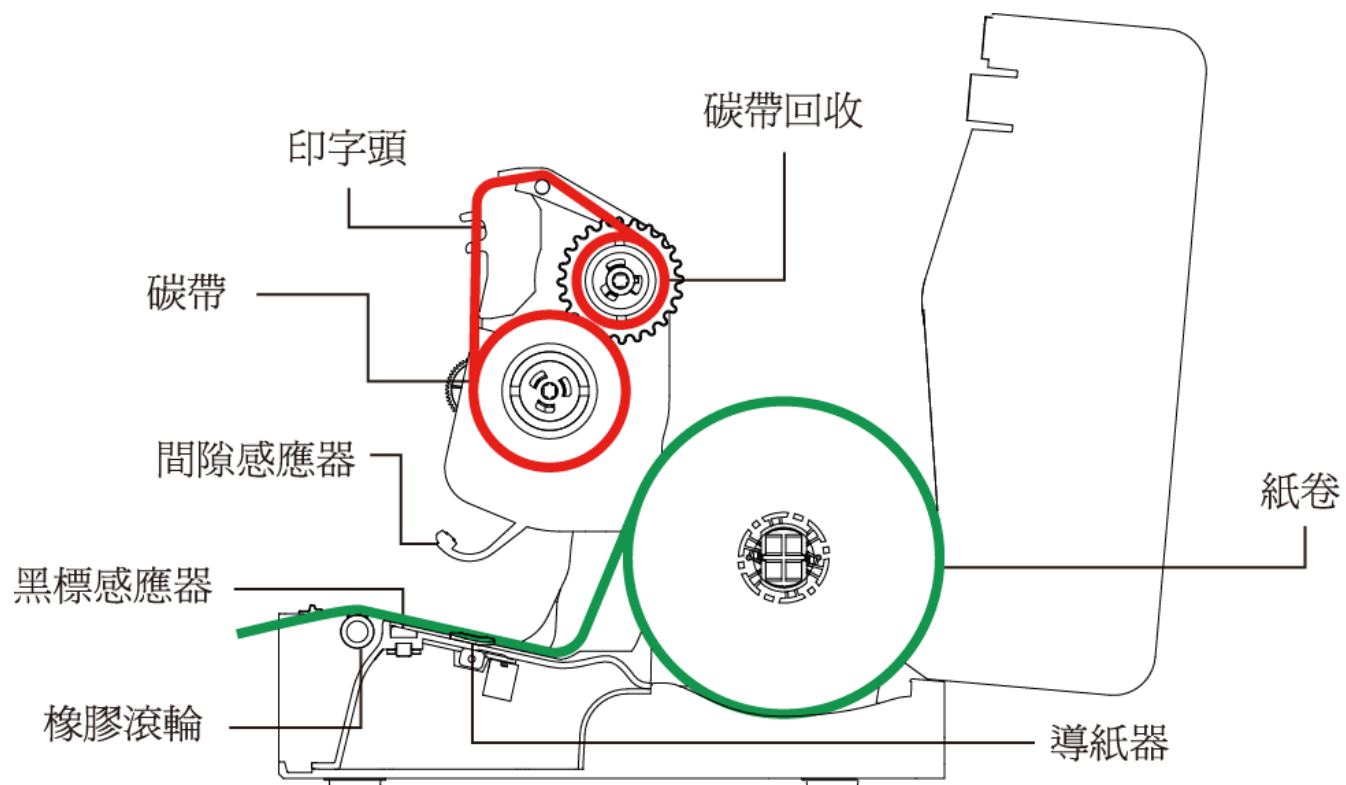 碳帶回收
印字頭
碳帶
間隙感應器
紙卷
黑標感應器
橡膠滾輪
導紙器